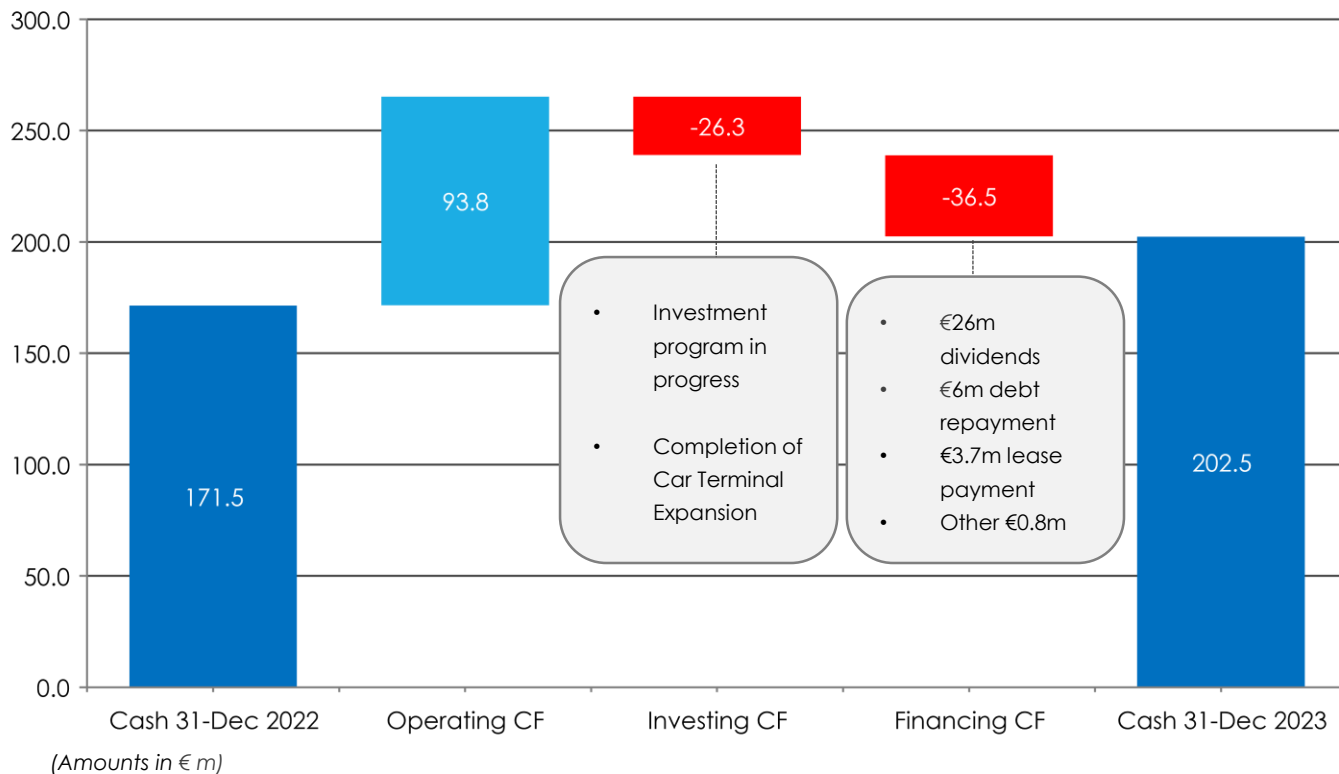 300.0
250.0
200.0
150.0
100.0
50.0
0.0
171.5
93.8
-26.3
-36.5
202.5
• Investment
program in
progress
• Completion of
Car Terminal
Expansion
• €26m
dividends
• €6m debt
repayment
• €3.7m lease
payment
• Other €0.8m
Cash 31-Dec 2022
Operating CF
Investing CF
Financing CF
Cash 31-Dec 2023
(Amounts in € m)